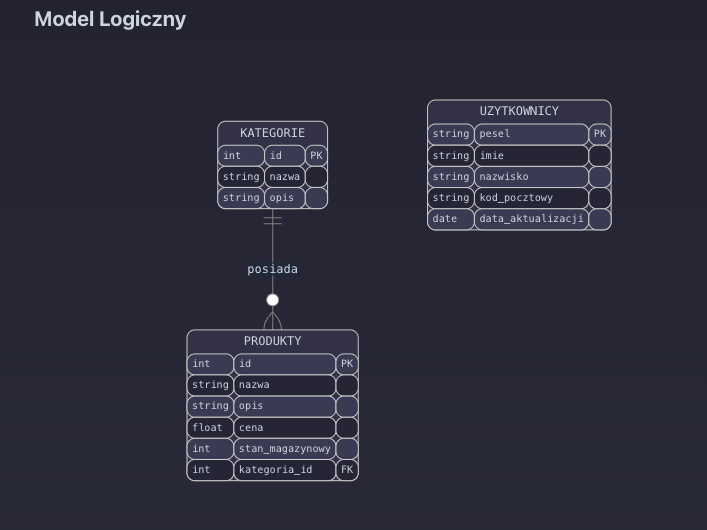 Model Logiczny
KATEGORIE
int id PK
string nazwa
string opis
UZYTKOWNICY
string pesel PK
string imie
string nazwisko
string kod_pocztowy
date data_aktualizacji
posiada
PRODUKTY
int id PK
string nazwa
string opis
float cena
int stan_magazynowy
int kategoria_id FK